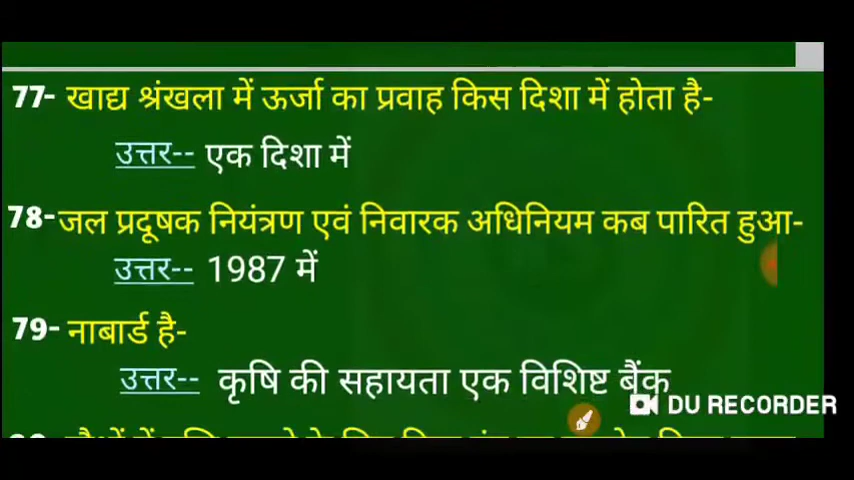 77- खाद्य श्रंखला में ऊर्जा का प्रवाह किस दिशा में होता है-
उत्तर-- एक दिशा में
78-जल प्रदूषक नियंत्रण एवं निवारक अधिनियम कब पारित हुआ-
उत्तर-- 1987 में
79- नाबार्ड है-
उत्तर-- कृषि की सहायता एक विशिष्ट बैंक
DU RECORDER